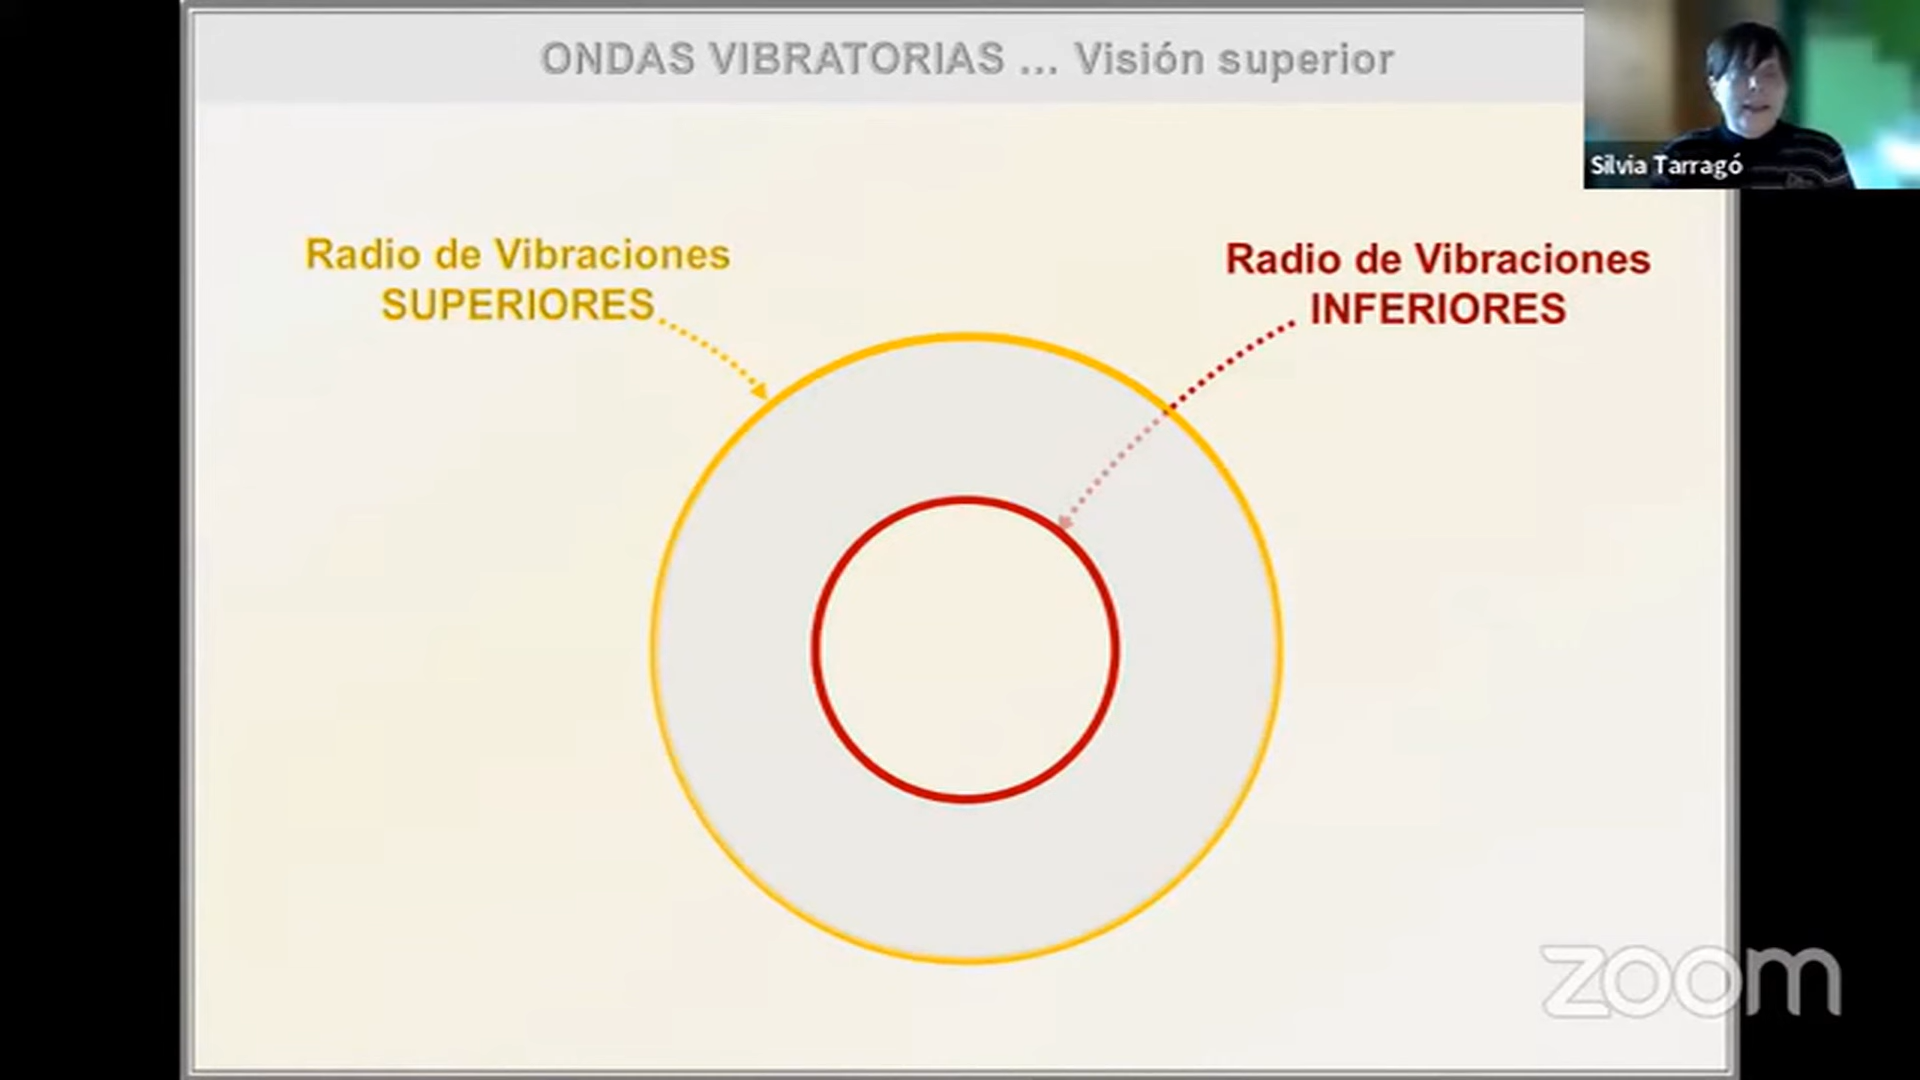 ONDAS VIBRATORIAS ... Visión superior
Silvia Tarragó
Radio de Vibraciones
SUPERIORES
Radio de Vibraciones
INFERIORES
zoom